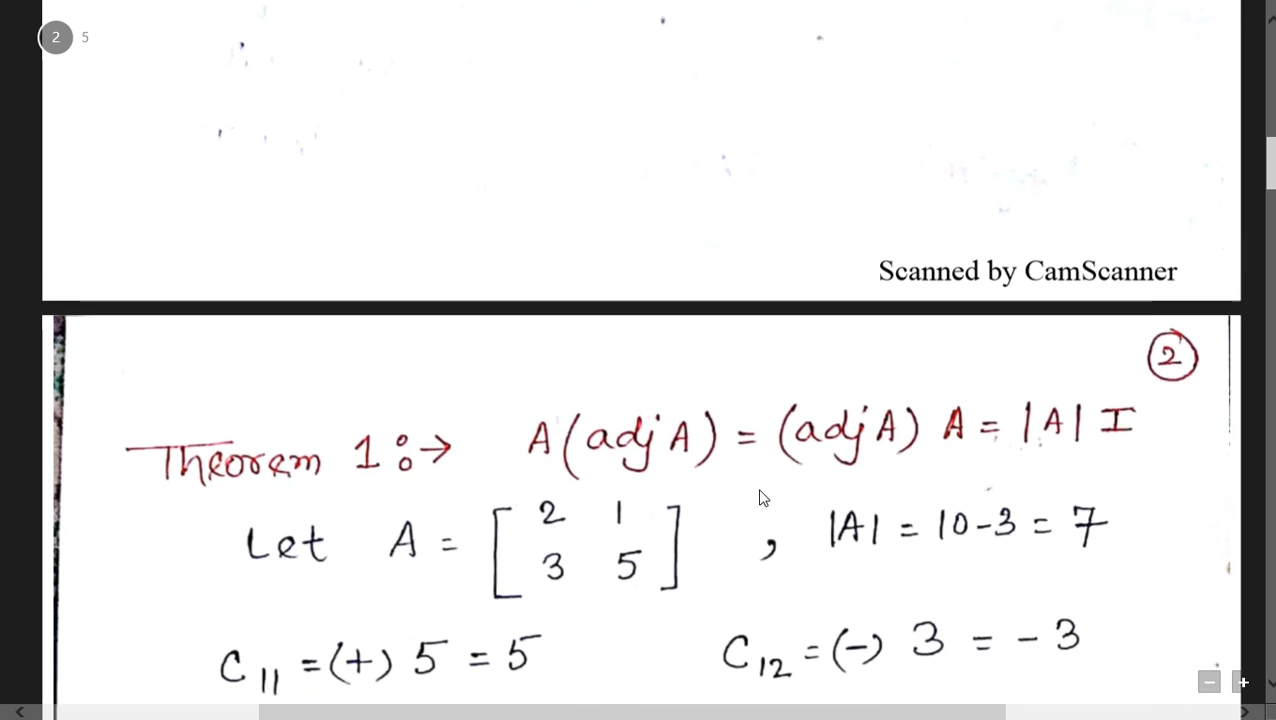 2 5
Scanned by CamScanner
2
Theorem 1:→ A(adj A) = (adj A) A = |A| I
Let A = [ 2 1
3 5 ] , |A| = 10-3 = 7
C11 = (+) 5 = 5 C12 = (-) 3 = - 3